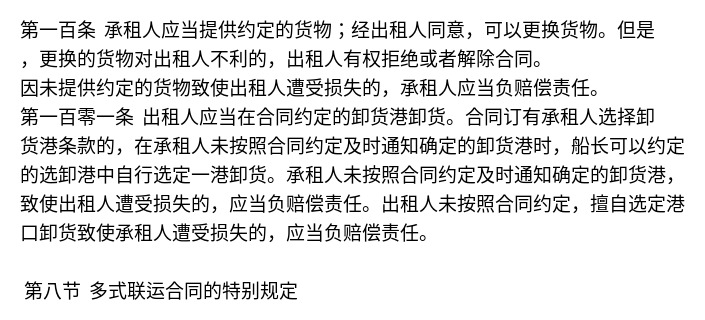 第一百条 承租人应当提供约定的货物；经出租人同意，可以更换货物。但是
，更换的货物对出租人不利的，出租人有权拒绝或者解除合同。
因未提供约定的货物致使出租人遭受损失的，承租人应当负赔偿责任。
第一百零一条 出租人应当在合同约定的卸货港卸货。合同订有承租人选择卸
货港条款的，在承租人未按照合同约定及时通知确定的卸货港时，船长可以约定
的选卸港中自行选定一港卸货。承租人未按照合同约定及时通知确定的卸货港，
致使出租人遭受损失的，应当负赔偿责任。出租人未按照合同约定，擅自选定港
口卸货致使承租人遭受损失的，应当负赔偿责任。
第八节 多式联运合同的特别规定